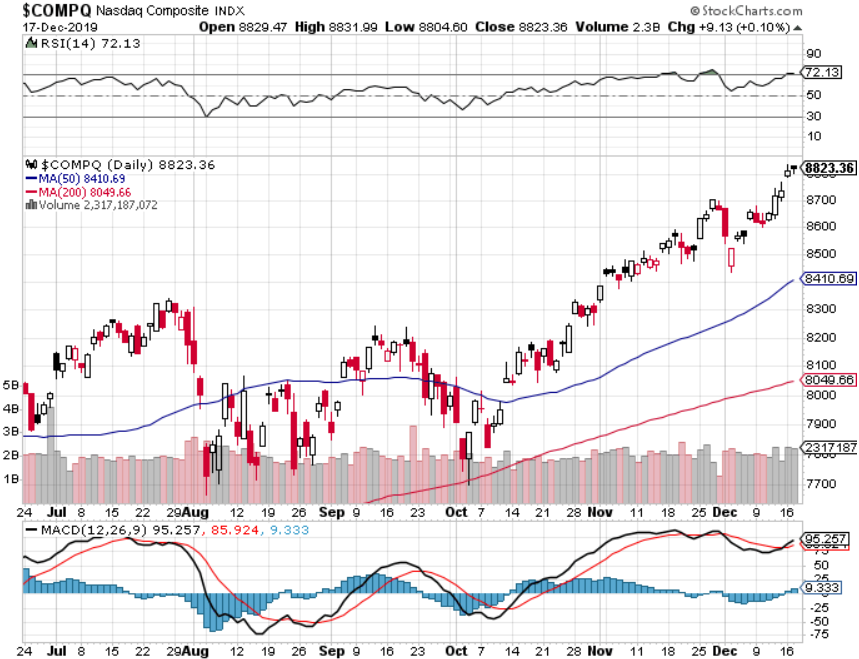 $COMPQ Nasdaq Composite INDX
© StockCharts.com
17-Dec-2019
Open 8829.47 High 8831.99 Low 8804.60 Close 8823.36 Volume 2.3B Chg +9.13 (+0.10%)
RSI(14) 72.13
90
72.13
50
30
10
$COMPQ (Daily) 8823.36
MA(50) 8410.69
MA(200) 8049.66
Volume 2,317,187,072
8823.36
8700
8600
8500
8410.69
8300
8200
8100
8049.66
8000
7900
2317187
7700
5B
4B
3B
2B
1B
24 Jul 8 15 22 29 Aug 12 19 26 Sep 9 16 23 Oct 7 14 21 28 Nov 11 18 25 Dec 9 16
MACD(12,26,9) 95.257, 85.924, 9.333
95.257
75
50
25
9.333
-25
-50
-75
24 Jul 8 15 22 29 Aug 12 19 26 Sep 9 16 23 Oct 7 14 21 28 Nov 11 18 25 Dec 9 16